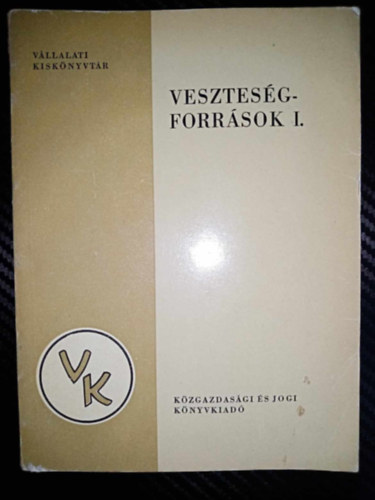 VÁLLALATI
KISKÖNYVTÁR
VESZTESÉG-
FORRÁSOK I.
VK
KÖZGAZDASÁGI ÉS JOGI
KÖNYVKIADÓ